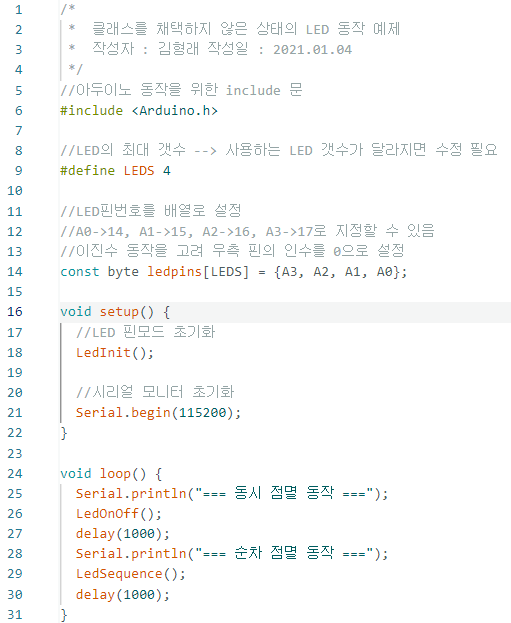 1 /*
2  *  클래스를 채택하지 않은 상태의 LED 동작 예제
3  *  작성자 : 김형래 작성일 : 2021.01.04
4  */
5 //아두이노 동작을 위한 include 문
6 #include <Arduino.h>
7
8 //LED의 최대 갯수 --> 사용하는 LED 갯수가 달라지면 수정 필요
9 #define LEDS 4
10
11 //LED핀번호를 배열로 설정
12 //A0->14, A1->15, A2->16, A3->17로 지정할 수 있음
13 //이진수 동작을 고려 우측 핀의 인수를 0으로 설정
14 const byte ledpins[LEDS] = {A3, A2, A1, A0};
15
16 void setup() {
17   //LED 핀모드 초기화
18   LedInit();
19
20   //시리얼 모니터 초기화
21   Serial.begin(115200);
22 }
23
24 void loop() {
25   Serial.println("=== 동시 점멸 동작 ===");
26   LedOnOff();
27   delay(1000);
28   Serial.println("=== 순차 점멸 동작 ===");
29   LedSequence();
30   delay(1000);
31 }